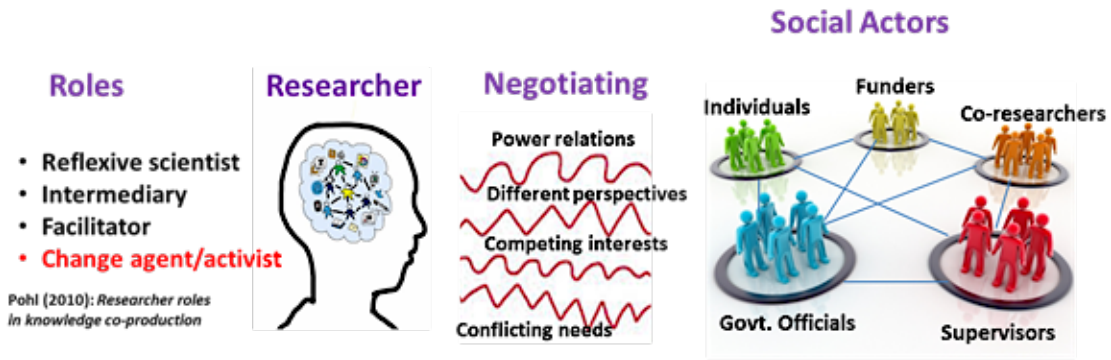 Roles
• Reflexive scientist
• Intermediary
• Facilitator
• Change agent/activist
Pohl (2010): Researcher roles
in knowledge co-production
Researcher
Negotiating
Power relations
Different perspectives
Competing interests
Conflicting needs
Social Actors
Funders
Individuals
Co-researchers
Govt. Officials
Supervisors